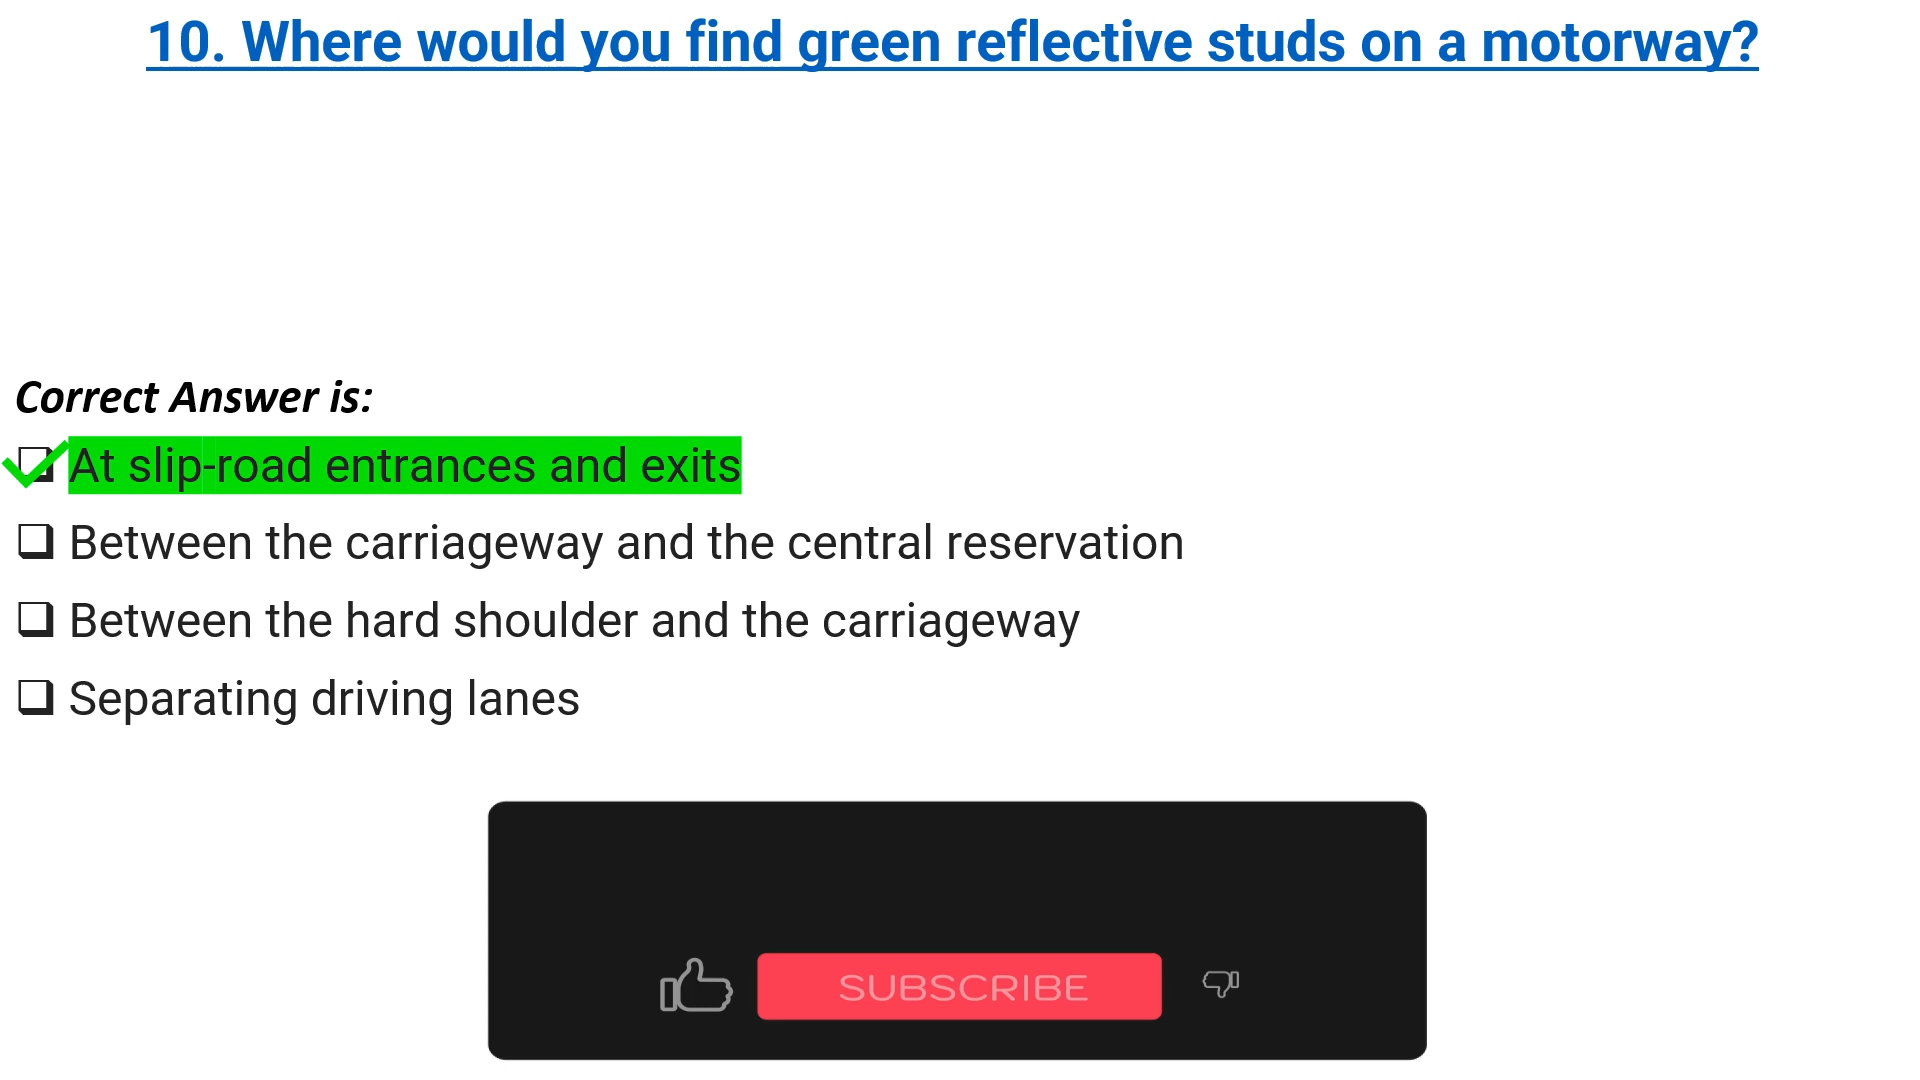 10. Where would you find green reflective studs on a motorway?
Correct Answer is:
At slip-road entrances and exits
Between the carriageway and the central reservation
Between the hard shoulder and the carriageway
Separating driving lanes
SUBSCRIBE